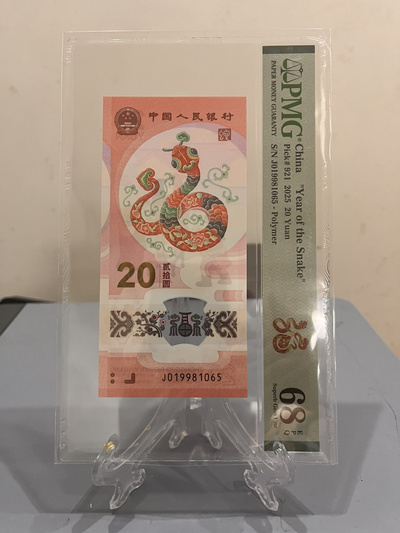 中国人民银行
20
贰拾圆
福
J019981065
PMG
PAPER MONEY GUARANTY
China "Year of the Snake"
Pick# 921 2025 20 Yuan
S/N J019981065 - Polymer
68
EPQ
Superb Gem Unc